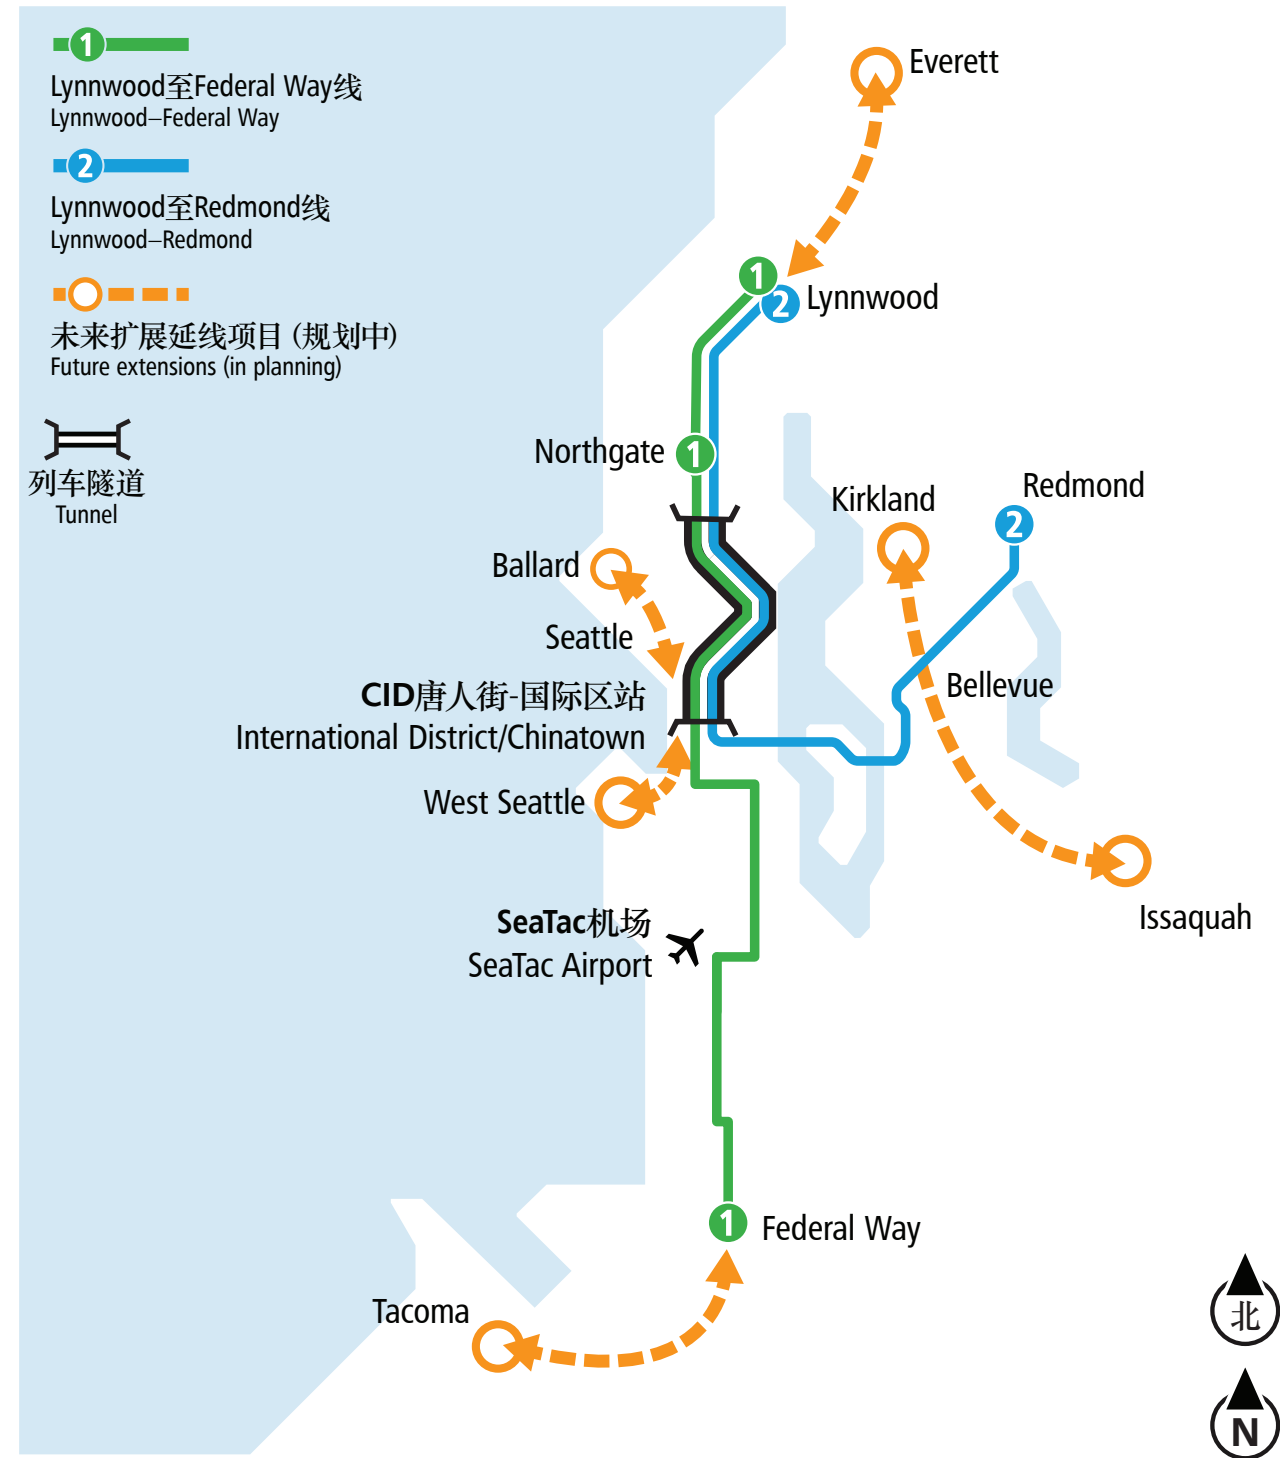 1
Lynnwood至Federal Way线
Lynnwood–Federal Way
2
Lynnwood至Redmond线
Lynnwood–Redmond
未来扩展延线项目 (规划中)
Future extensions (in planning)
列车隧道
Tunnel
Everett
1
2
Lynnwood
Northgate
1
Kirkland
Redmond
2
Ballard
Seattle
CID唐人街-国际区站
International District/Chinatown
Bellevue
West Seattle
Issaquah
SeaTac机场
SeaTac Airport
1
Federal Way
Tacoma
北
N